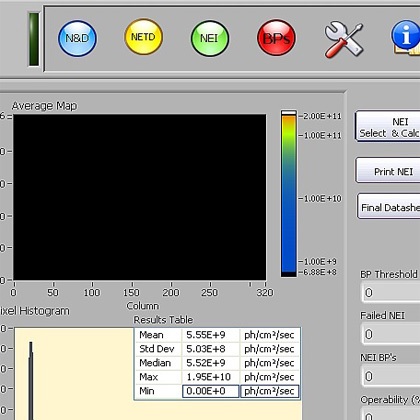 N&D NETD NEI BPs
Average Map
2.00E+11
1.00E+11
1.00E+10
1.00E+9
-6.88E+8
0 50 100 150 200 250 320
Column
NEI
Select & Calc
Print NEI
Final Datashe
BP Threshold
0
Failed NEI
0
NEI BP's
0
Operability (%
ixel Histogram
Results Table
Mean 5.55E+9 ph/cm²/sec
Std Dev 5.03E+8 ph/cm²/sec
Median 5.52E+9 ph/cm²/sec
Max 1.95E+10 ph/cm²/sec
Min 0.00E+0 ph/cm²/sec